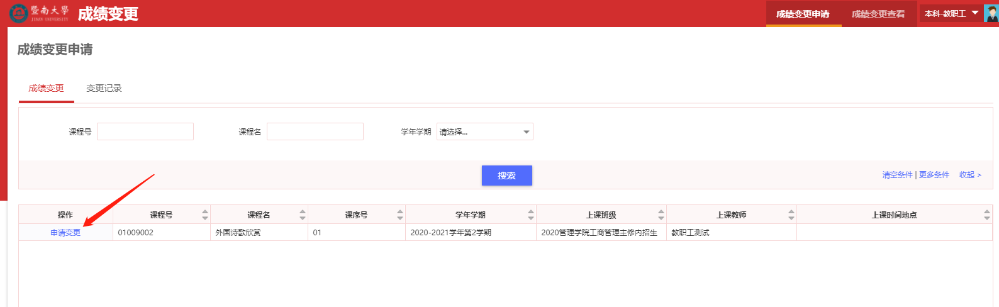 暨南大學
JINAN UNIVERSITY
成绩变更
成绩变更申请
成绩变更查看
本科-教职工
成绩变更申请
成绩变更
变更记录
课程号
课程名
学年学期
请选择...
搜索
清空条件 | 更多条件 收起 >
操作 课程号 课程名 课序号 学年学期 上课班级 上课教师 上课时间地点
申请变更 01009002 外国诗歌欣赏 01 2020-2021学年第2学期 2020管理学院工商管理主修内招生 教职工测试